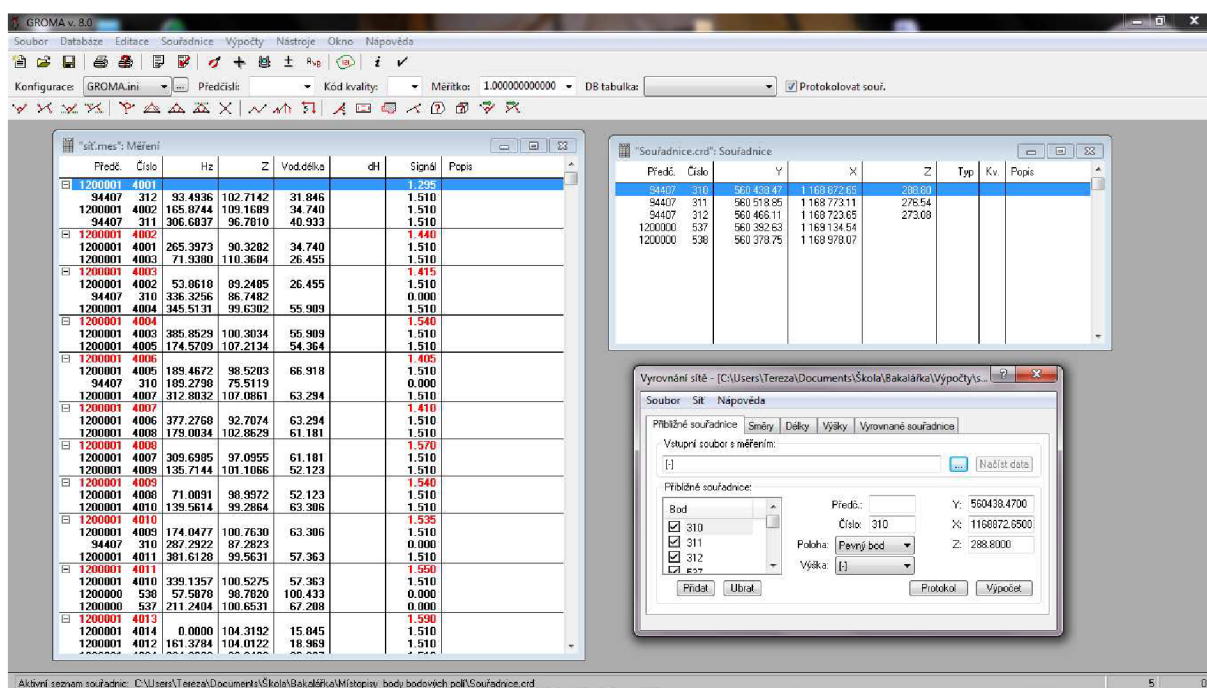 GROMA v. 8.0
Soubor Databáze Editace Souřadnice Výpočty Nástroje Okno Nápověda
Konfigurace: GROMA.ini ... Předčíslí: Kód kvality: Měřítko: 1.000000000000 DB tabulka: Protokolovat souř.
"síť.mes": Měření
Předč. Číslo Hz Z Vod.délka dH Signál Popis
1200001 4001 1.295
94407 312 93.4936 102.7142 31.846 1.510
1200001 4002 165.8744 109.1689 34.740 1.510
94407 311 306.6837 96.7810 40.933 1.510
1200001 4002 1.440
1200001 4001 265.3973 90.3282 34.740 1.510
1200001 4003 71.9380 110.3684 26.455 1.510
1200001 4003 1.415
1200001 4002 53.8618 89.2485 26.455 1.510
94407 310 336.3256 86.7482 0.000
1200001 4004 345.5131 99.6302 55.909 1.510
1200001 4004 1.540
1200001 4003 385.8529 100.3034 55.909 1.510
1200001 4005 174.5709 107.2134 54.364 1.510
1200001 4006 1.405
1200001 4005 189.4672 98.5203 66.918 1.510
94407 310 189.2798 75.5119 0.000
1200001 4007 312.8032 107.0861 63.294 1.510
1200001 4007 1.410
1200001 4006 377.2768 92.7074 63.294 1.510
1200001 4008 179.0034 102.8629 61.181 1.510
1200001 4008 1.570
1200001 4007 309.6985 97.0955 61.181 1.510
1200001 4009 135.7144 101.1066 52.123 1.510
1200001 4009 1.540
1200001 4008 71.0091 98.9972 52.123 1.510
1200001 4010 139.5614 99.2864 63.306 1.510
1200001 4010 1.535
1200001 4009 174.0477 100.7630 63.306 1.510
94407 310 287.2922 87.2823 0.000
1200001 4011 381.6128 99.5631 57.363 1.510
1200001 4011 1.550
1200001 4010 339.1357 100.5275 57.363 1.510
1200000 538 57.5878 98.7820 100.433 0.000
1200000 537 211.2404 100.6531 67.208 0.000
1200001 4013 1.590
1200001 4014 0.0000 104.3192 15.845 1.510
1200001 4012 161.3784 104.0122 18.969 1.510
"Souřadnice.crd": Souřadnice
Předč. Číslo Y X Z Typ Kv. Popis
94407 310 560 438.47 1 168 872.65 288.80
94407 311 560 518.85 1 168 773.11 276.54
94407 312 560 466.11 1 168 723.65 273.08
1200000 537 560 392.63 1 169 134.54
1200000 538 560 378.75 1 168 978.07
Vyrovnání sítě - [C:\Users\Tereza\Documents\Škola\Bakalářka\Výpočty\s...
Soubor Síť Nápověda
Přibližné souřadnice Směry Délky Výšky Vyrovnané souřadnice
Vstupní soubor s měřením:
[-] ... Načíst data
Přibližné souřadnice:
Bod
310
311
312
537
Předč.:
Číslo: 310
Poloha: Pevný bod
Výška: [-]
Y: 560438.4700
X: 1168872.6500
Z: 288.8000
Přidat Ubrat Protokol Výpočet
Aktivní seznam souřadnic: C:\Users\Tereza\Documents\Škola\Bakalářka\Místopisy_body bodových polí\Souřadnice.crd 5 0